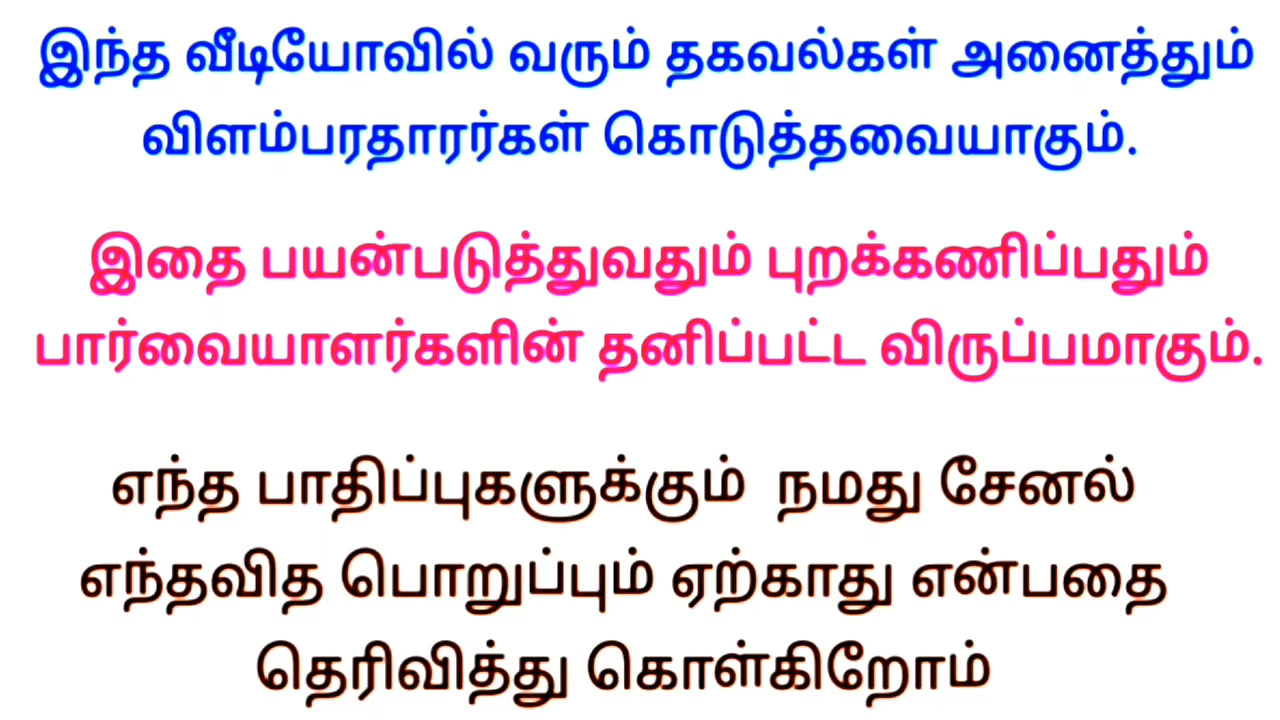 இந்த வீடியோவில் வரும் தகவல்கள் அனைத்தும்
விளம்பரதாரர்கள் கொடுத்தவையாகும்.
இதை பயன்படுத்துவதும் புறக்கணிப்பதும்
பார்வையாளர்களின் தனிப்பட்ட விருப்பமாகும்.
எந்த பாதிப்புகளுக்கும் நமது சேனல்
எந்தவித பொறுப்பும் ஏற்காது என்பதை
தெரிவித்து கொள்கிறோம்